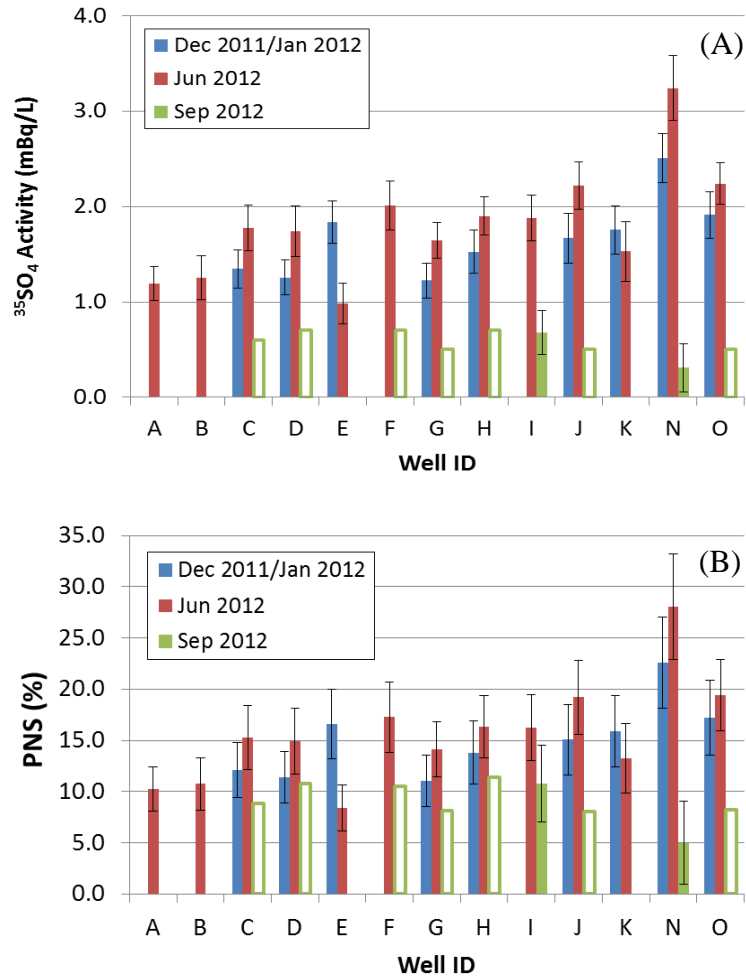 4.0
3.0
2.0
1.0
0.0
³⁵SO₄ Activity (mBq/L)
Dec 2011/Jan 2012
Jun 2012
Sep 2012
(A)
A B C D E F G H I J K N O
Well ID
35.0
30.0
25.0
20.0
15.0
10.0
5.0
0.0
PNS (%)
Dec 2011/Jan 2012
Jun 2012
Sep 2012
(B)
A B C D E F G H I J K N O
Well ID